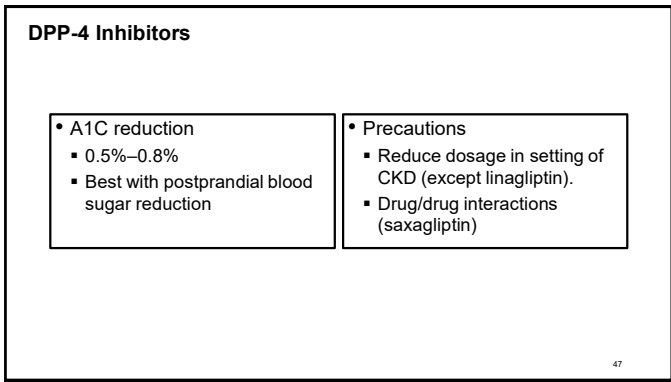 DPP-4 Inhibitors
• A1C reduction
▪ 0.5%–0.8%
▪ Best with postprandial blood
sugar reduction
• Precautions
▪ Reduce dosage in setting of
CKD (except linagliptin).
▪ Drug/drug interactions
(saxagliptin)
47